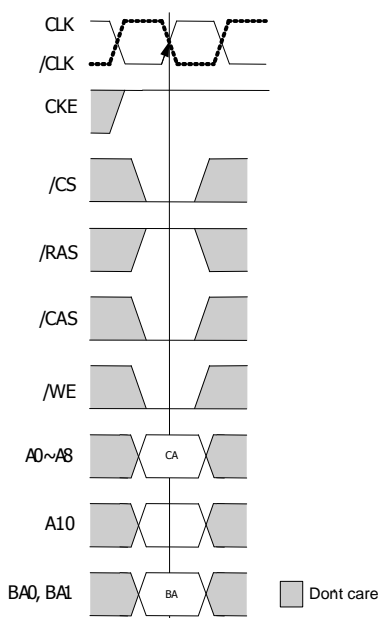 CLK
/CLK
CKE
/CS
/RAS
/CAS
/WE
A0~A8
CA
A10
BA0, BA1
BA
Dont care